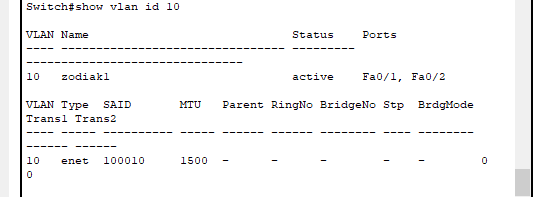 Switch#show vlan id 10
VLAN Name                             Status    Ports
---- -------------------------------- ---------
-------------------------------
10   zodiak1                          active    Fa0/1, Fa0/2
VLAN Type  SAID       MTU   Parent RingNo BridgeNo Stp  BrdgMode
Trans1 Trans2
---- ----- ---------- ----- ------ ------ -------- ---- --------
------ ------
10   enet  100010     1500  -      -      -        -    -        0
0